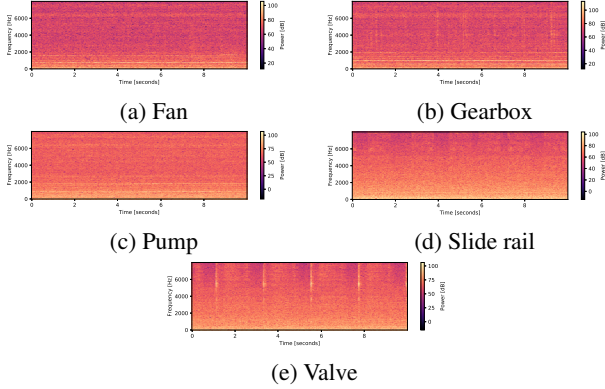 Frequency [Hz]
6000
4000
2000
0
0 2 4 6 8
Time [seconds]
100
80
60
40
20
Power [dB]
(a) Fan
Frequency [Hz]
6000
4000
2000
0
0 2 4 6 8
Time [seconds]
100
80
60
40
20
Power [dB]
(b) Gearbox
Frequency [Hz]
6000
4000
2000
0
0 2 4 6 8
Time [seconds]
100
50
0
Power [dB]
(c) Pump
Frequency [Hz]
6000
4000
2000
0
0 2 4 6 8
Time [seconds]
100
80
60
40
20
0
Power [dB]
(d) Slide rail
Frequency [Hz]
6000
4000
2000
0
0 2 4 6 8
Time [seconds]
100
50
0
Power [dB]
(e) Valve